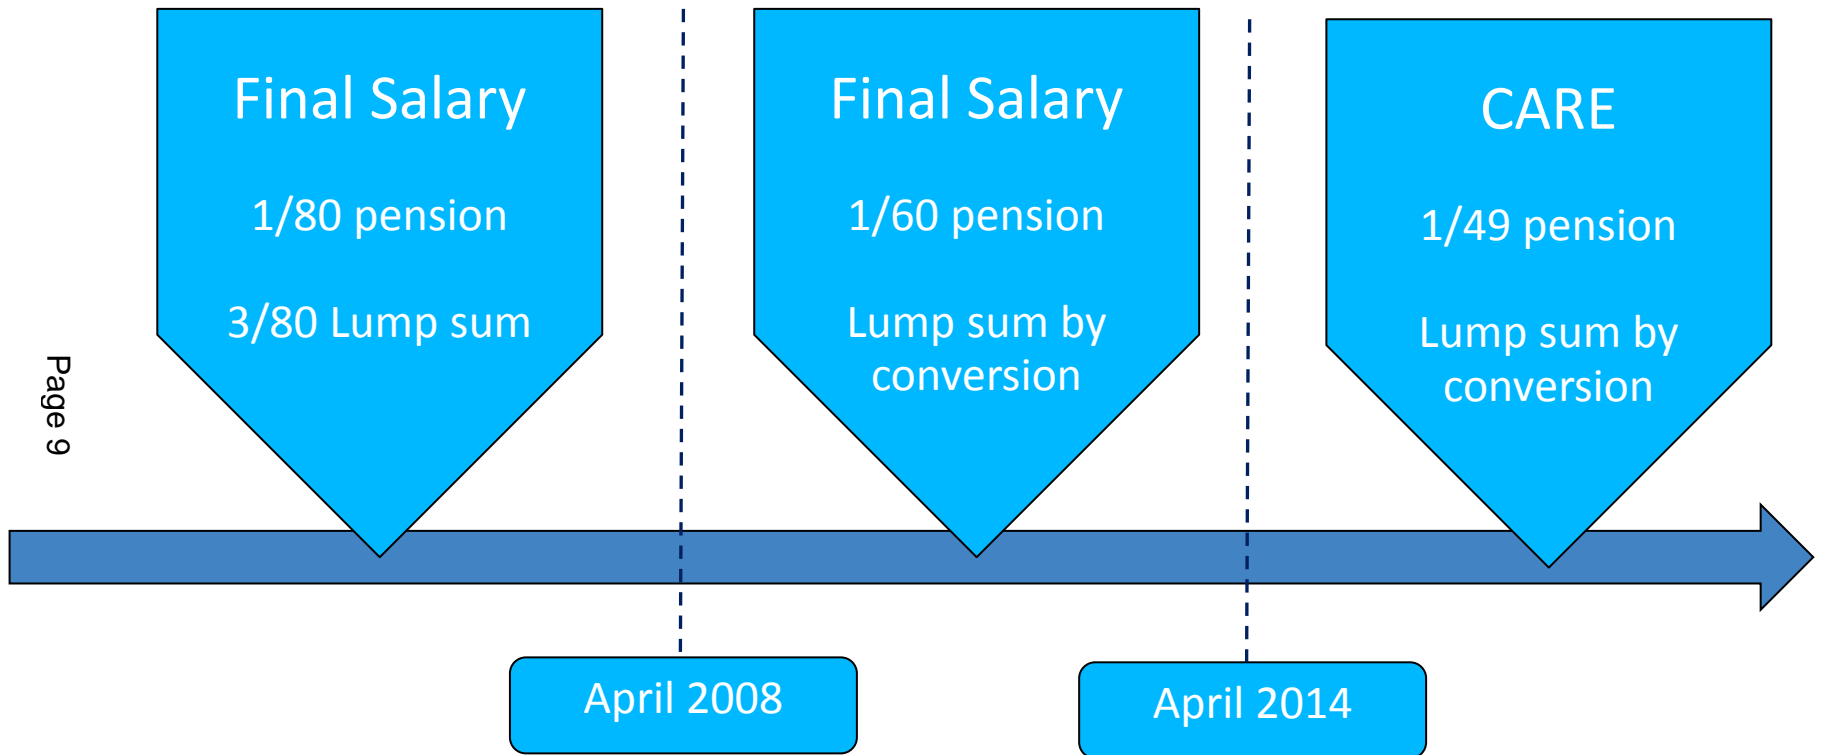 Final Salary
1/80 pension
3/80 Lump sum
Final Salary
1/60 pension
Lump sum by
conversion
CARE
1/49 pension
Lump sum by
conversion
Page 9
April 2008
April 2014